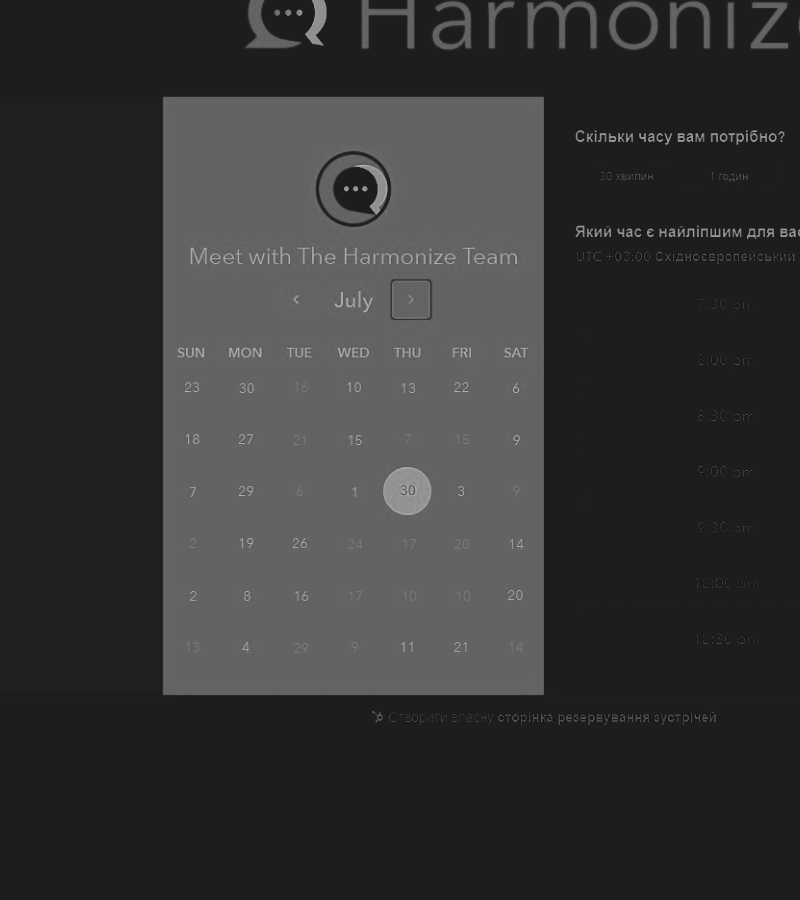 Harmonize
Meet with The Harmonize Team
July
SUN MON TUE WED THU FRI SAT
23 30 16 10 13 22 6
18 27 21 15 7 15 9
7 29 6 1 30 3 9
2 19 26 24 17 20 14
2 8 16 17 10 10 20
13 4 29 9 11 21 14
Скільки часу вам потрібно?
30 хвилин 1 годин
Який час є найліпшим для вас
UTC +03:00 Східноєвропейський
7:30 pm
8:00 pm
8:30 pm
9:00 pm
9:30 pm
10:00 pm
10:30 pm
Створити власну сторінка резервування зустрічей